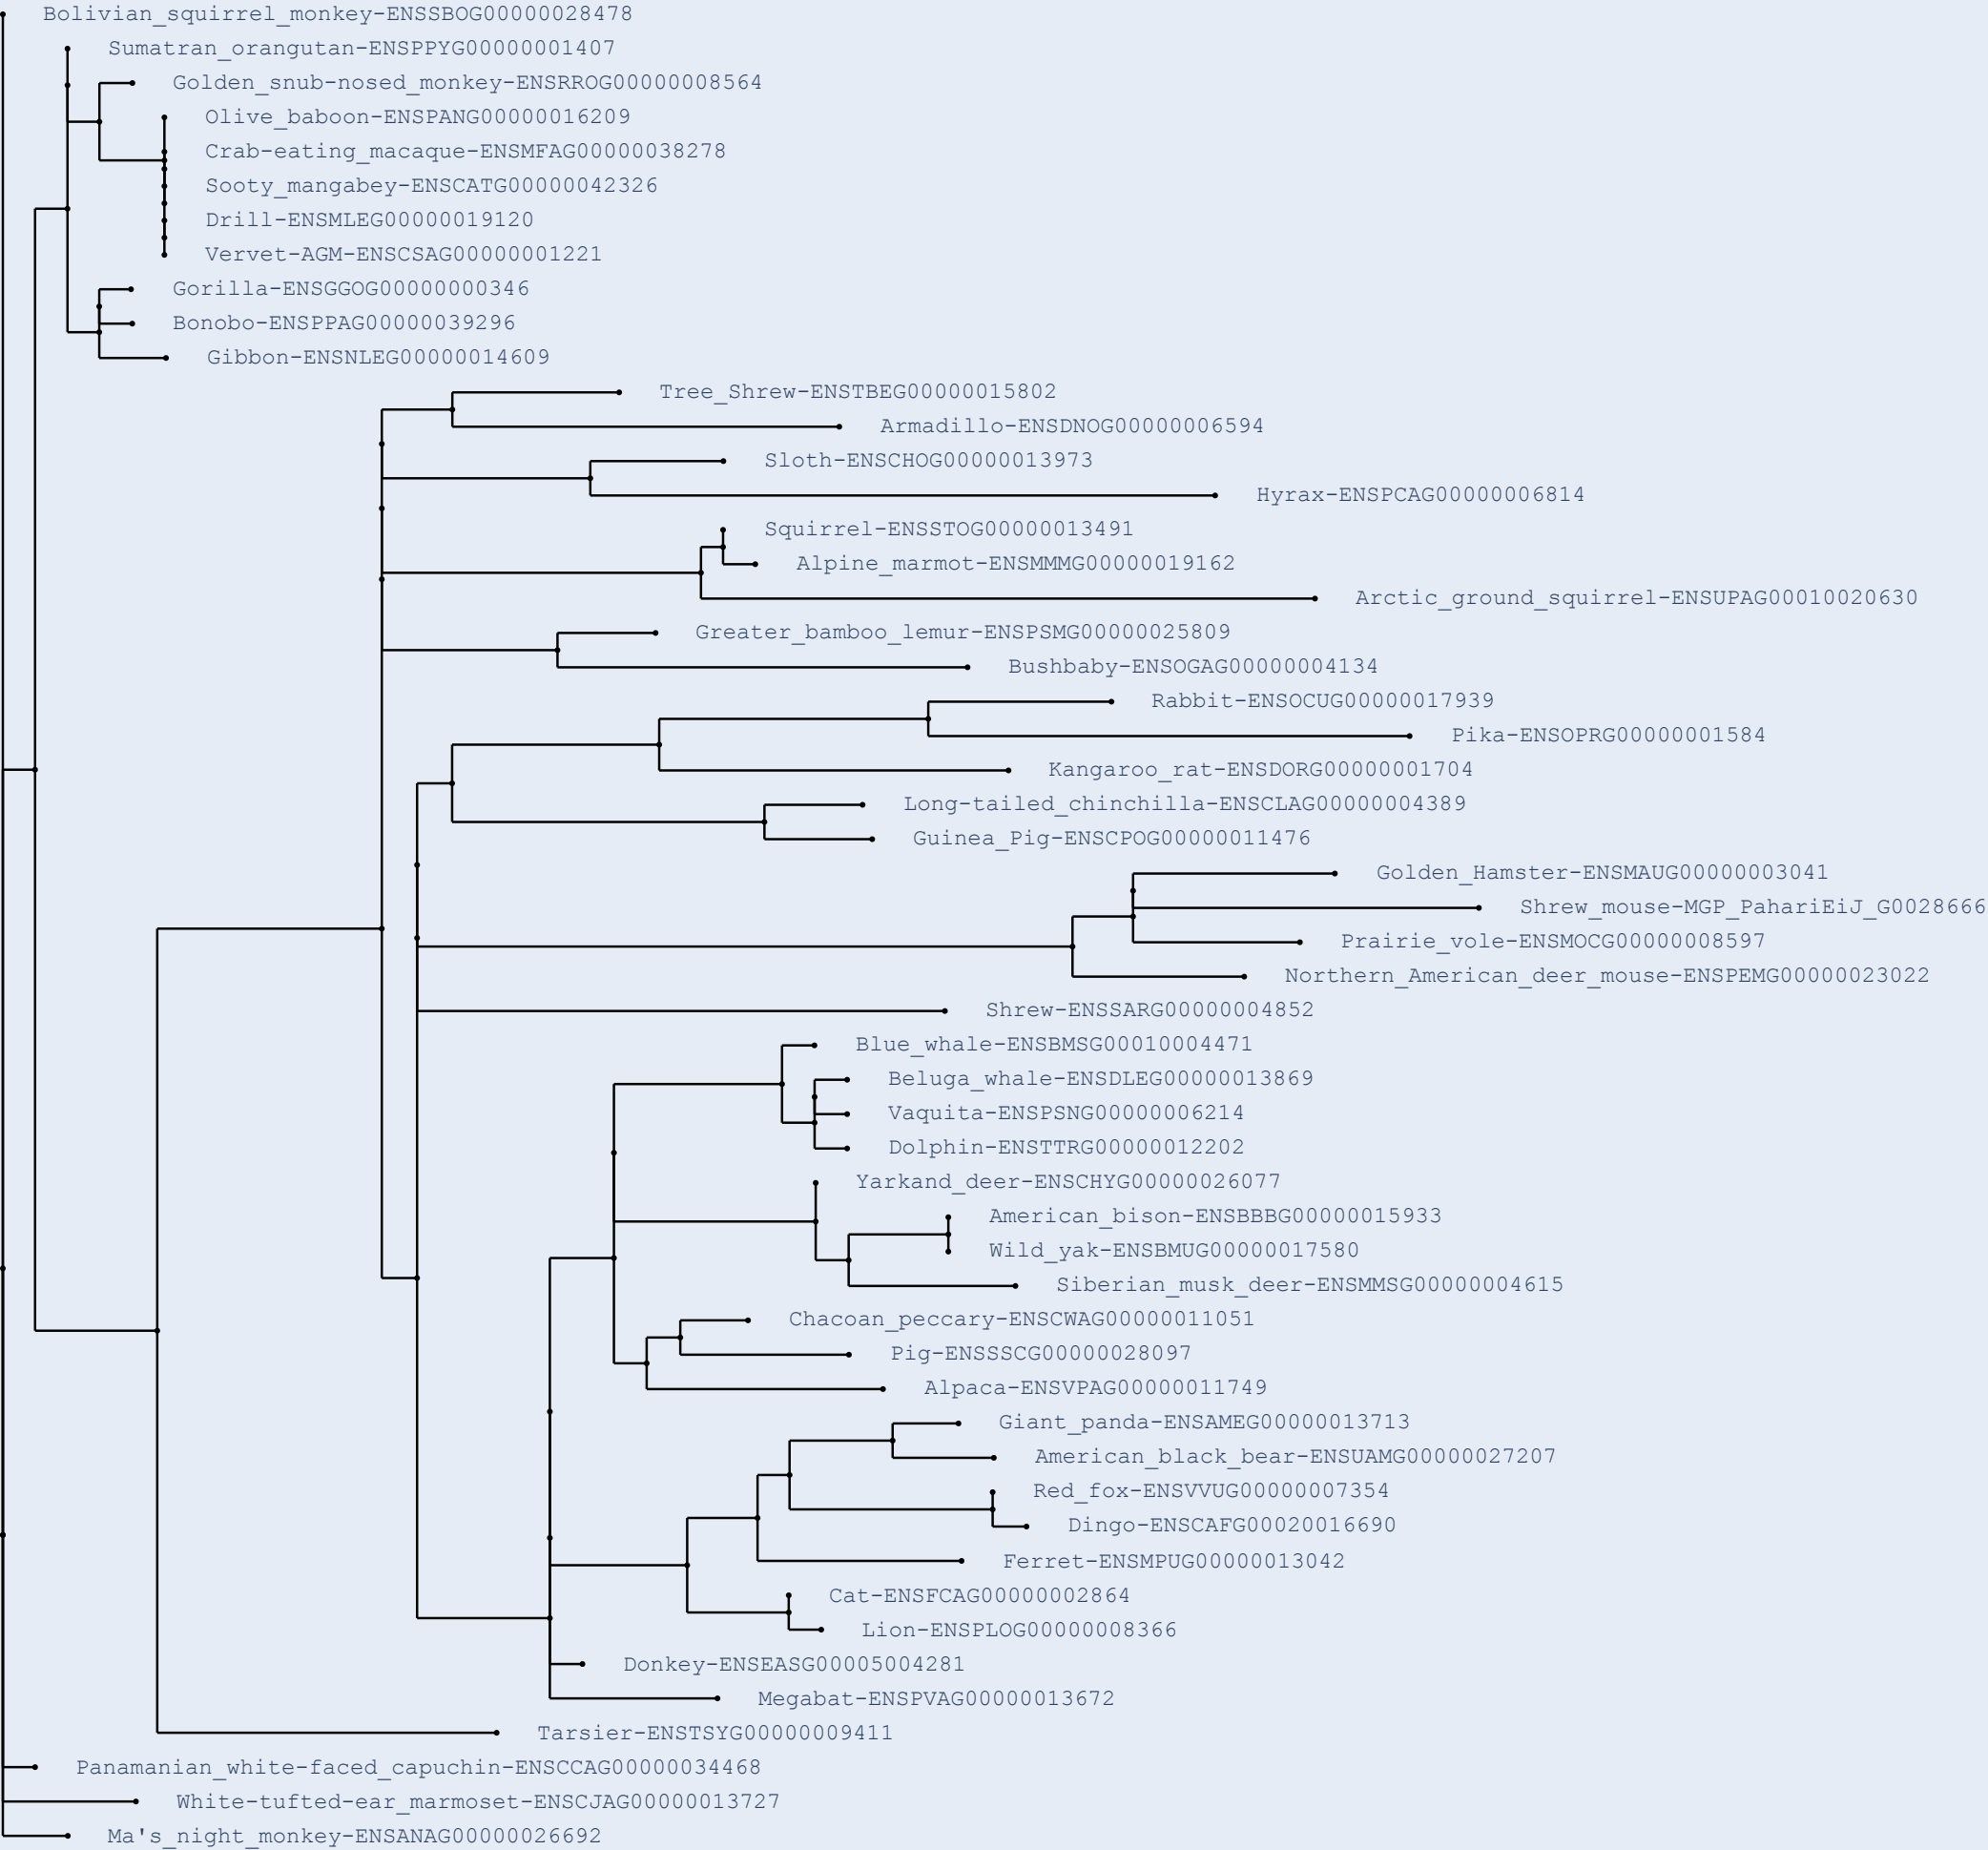 Bolivian_squirrel_monkey-ENSSBOG00000028478
Sumatran_orangutan-ENSPPYG00000001407
Golden_snub-nosed_monkey-ENSRROG00000008564
Olive_baboon-ENSPANG00000016209
Crab-eating_macaque-ENSMFAG00000038278
Sooty_mangabey-ENSCATG00000042326
Drill-ENSMLEG00000019120
Vervet-AGM-ENSCSAG00000001221
Gorilla-ENSGGOG00000000346
Bonobo-ENSPPAG00000039296
Gibbon-ENSNLEG00000014609
Tree_Shrew-ENSTBEG00000015802
Armadillo-ENSDNOG00000006594
Sloth-ENSCHOG00000013973
Hyrax-ENSPCAG00000006814
Squirrel-ENSSTOG00000013491
Alpine_marmot-ENSMMMG00000019162
Arctic_ground_squirrel-ENSUPAG00010020630
Greater_bamboo_lemur-ENSPSMG00000025809
Bushbaby-ENSOGAG00000004134
Rabbit-ENSOCUG00000017939
Pika-ENSOPRG00000001584
Kangaroo_rat-ENSDORG00000001704
Long-tailed_chinchilla-ENSCLAG00000004389
Guinea_Pig-ENSCPOG00000011476
Golden_Hamster-ENSMAUG00000003041
Shrew_mouse-MGP_PahariEiJ_G0028666
Prairie_vole-ENSMOCG00000008597
Northern_American_deer_mouse-ENSPEMG00000023022
Shrew-ENSSARG00000004852
Blue_whale-ENSBMSG00010004471
Beluga_whale-ENSDLEG00000013869
Vaquita-ENSPSNG00000006214
Dolphin-ENSTTRG00000012202
Yarkand_deer-ENSCHYG00000026077
American_bison-ENSBBBG00000015933
Wild_yak-ENSBMUG00000017580
Siberian_musk_deer-ENSMMSG00000004615
Chacoan_peccary-ENSCWAG00000011051
Pig-ENSSSCG00000028097
Alpaca-ENSVPAG00000011749
Giant_panda-ENSAMEG00000013713
American_black_bear-ENSUAMG00000027207
Red_fox-ENSVVUG00000007354
Dingo-ENSCAFG00020016690
Ferret-ENSMPUG00000013042
Cat-ENSFCAG00000002864
Lion-ENSPLOG00000008366
Donkey-ENSEASG00005004281
Megabat-ENSPVAG00000013672
Tarsier-ENSTSYG00000009411
Panamanian_white-faced_capuchin-ENSCCAG00000034468
White-tufted-ear_marmoset-ENSCJAG00000013727
Ma's_night_monkey-ENSANAG00000026692